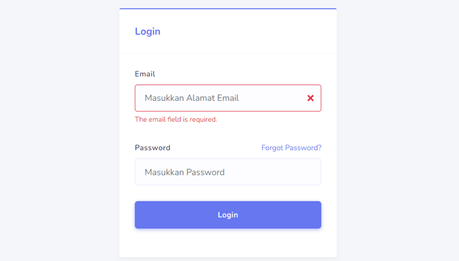 Login
Email
Masukkan Alamat Email
The email field is required.
Password Forgot Password?
Masukkan Password
Login